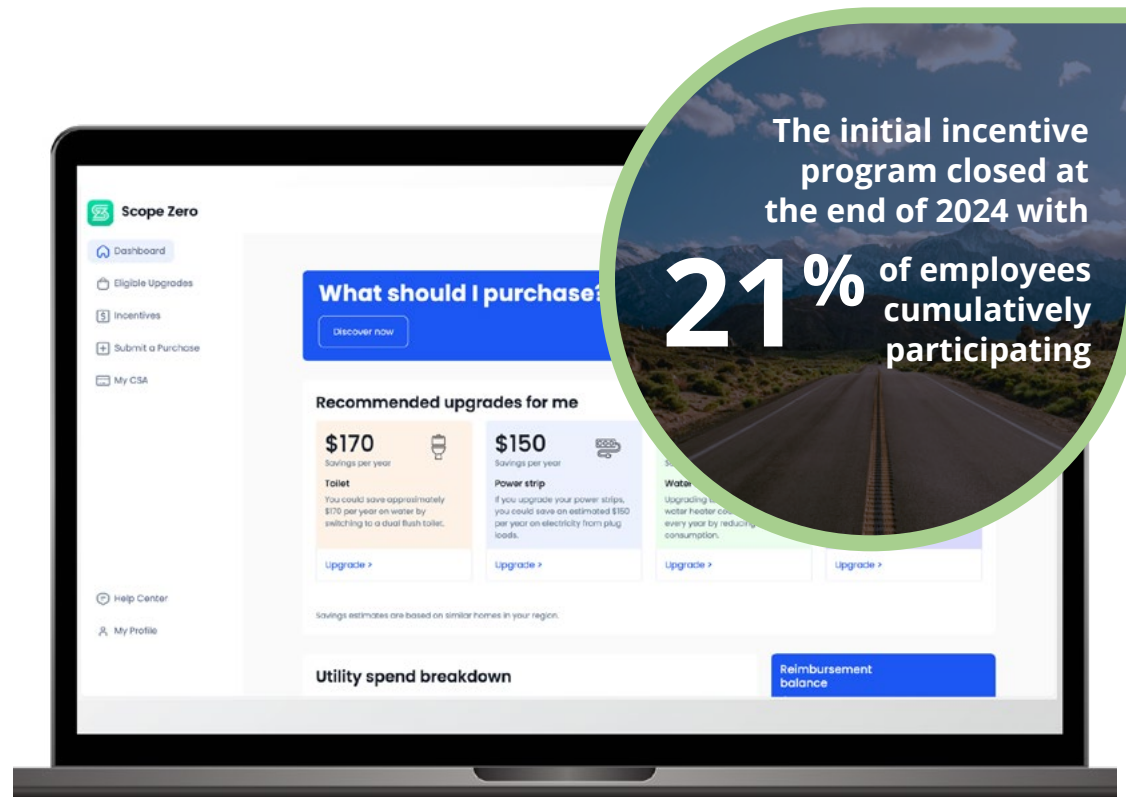 The initial incentive
program closed at
the end of 2024 with
21% of employees
cumulatively
participating
Scope Zero
Dashboard
Eligible Upgrades
Incentives
Submit a Purchase
My CSA
Help Center
My Profile
What should I purchase?
Discover now
Recommended upgrades for me
$170
Savings per year
Toilet
You could save approximately
$170 per year on water by
switching to a dual flush toilet.
Upgrade >
$150
Savings per year
Power strip
If you upgrade your power strips,
you could save an estimated $150
per year on electricity from plug
loads.
Upgrade >
Water
Upgrading
water heater
every year by reducing
consumption.
Upgrade >
Upgrade >
Savings estimates are based on similar homes in your region.
Utility spend breakdown
Reimbursement
balance